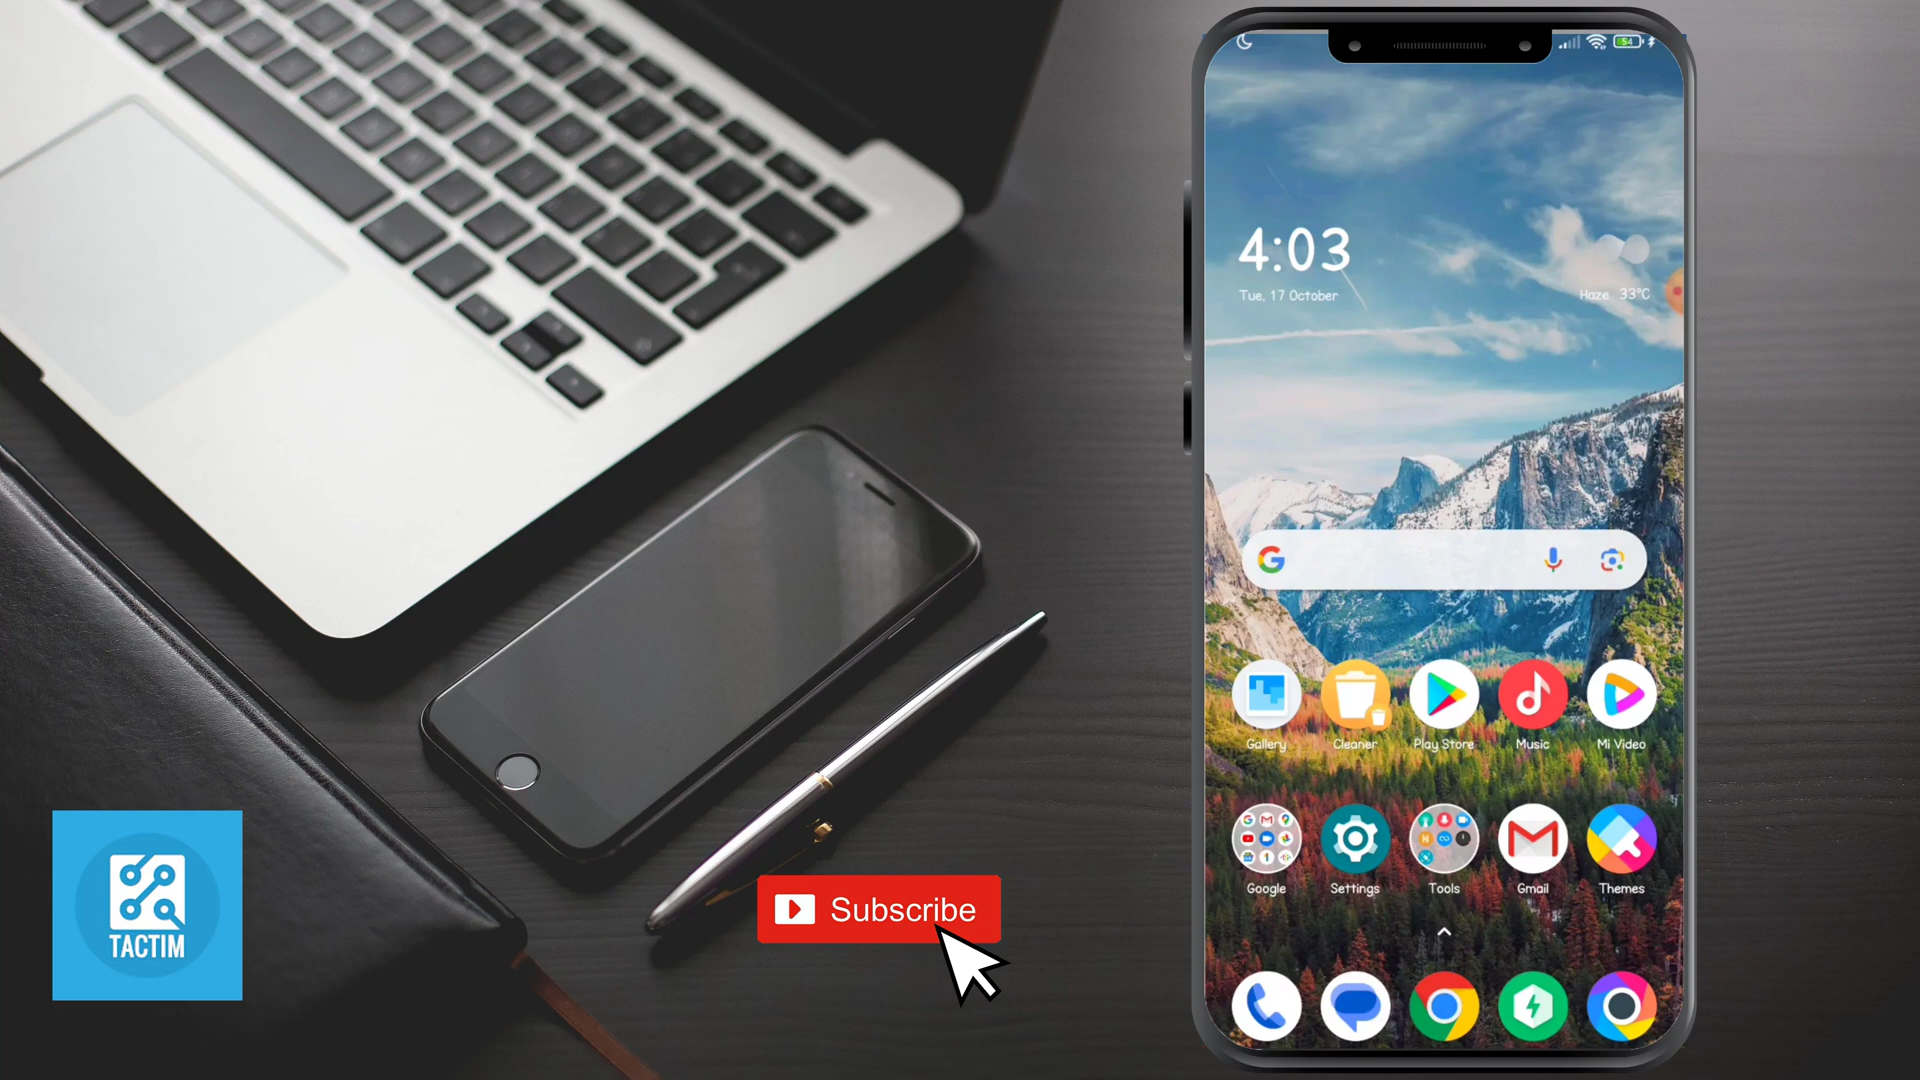 54
4:03
Tue, 17 October
Haze 33°C
Gallery
Cleaner
Play Store
Music
Mi Video
Google
Settings
Tools
Gmail
Themes
Subscribe
TACTIM